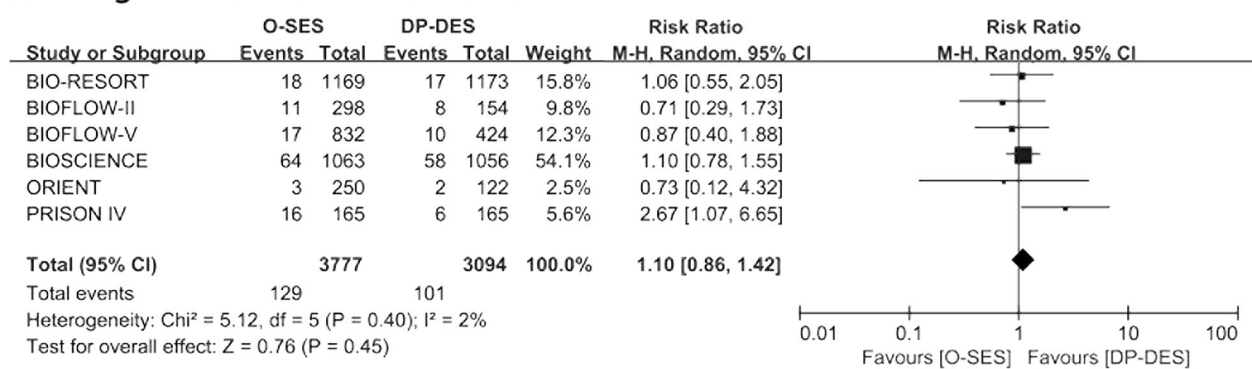 O-SES DP-DES Risk Ratio Risk Ratio
Study or Subgroup Events Total Events Total Weight M-H, Random, 95% CI M-H, Random, 95% CI
BIO-RESORT 18 1169 17 1173 15.8% 1.06 [0.55, 2.05]
BIOFLOW-II 11 298 8 154 9.8% 0.71 [0.29, 1.73]
BIOFLOW-V 17 832 10 424 12.3% 0.87 [0.40, 1.88]
BIOSCIENCE 64 1063 58 1056 54.1% 1.10 [0.78, 1.55]
ORIENT 3 250 2 122 2.5% 0.73 [0.12, 4.32]
PRISON IV 16 165 6 165 5.6% 2.67 [1.07, 6.65]
Total (95% CI) 3777 3094 100.0% 1.10 [0.86, 1.42]
Total events 129 101
Heterogeneity: Chi² = 5.12, df = 5 (P = 0.40); I² = 2%
Test for overall effect: Z = 0.76 (P = 0.45)
0.01 0.1 1 10 100
Favours [O-SES] Favours [DP-DES]